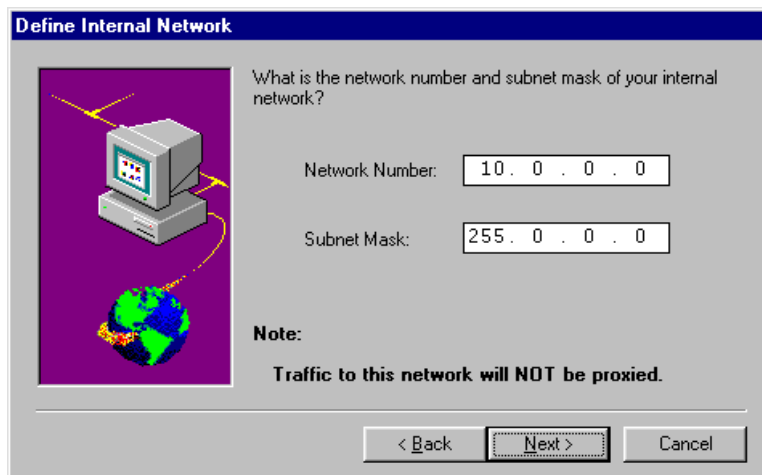 Define Internal Network
What is the network number and subnet mask of your internal
network?
Network Number: 10. 0 . 0 . 0
Subnet Mask: 255. 0 . 0 . 0
Note:
Traffic to this network will NOT be proxied.
< Back Next > Cancel